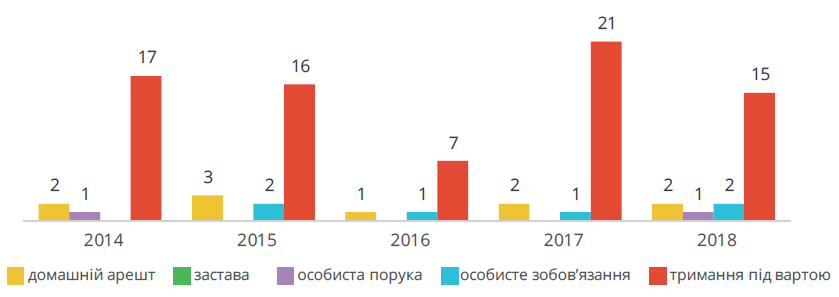 21
17
16
15
7
3
2 1 2 1 1 2 1 2 1 2
2014 2015 2016 2017 2018
домашній арешт застава особиста порука особисте зобов’язання тримання під вартою